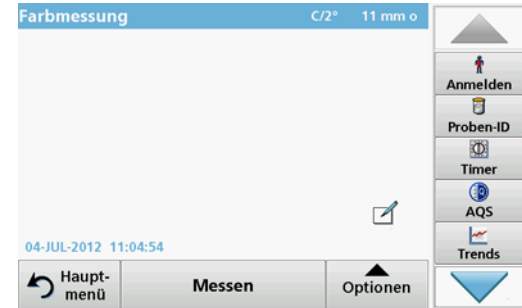 Farbmessung C/2° 11 mm o
Anmelden
Proben-ID
Timer
AQS
Trends
04-JUL-2012 11:04:54
Haupt-
menü
Messen
Optionen